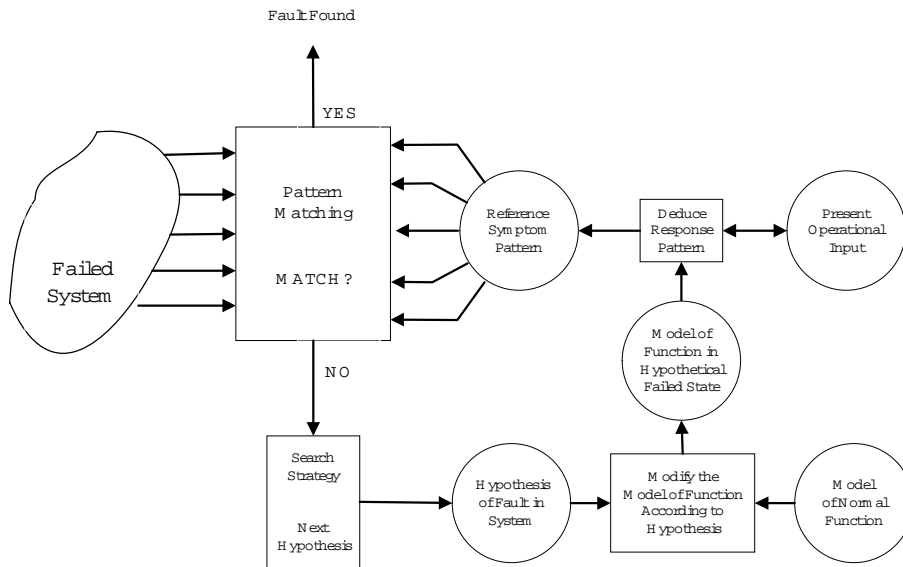 Fault Found
YES
Pattern
Matching
MATCH?
Failed
System
Reference
Symptom
Pattern
Deduce
Response
Pattern
Present
Operational
Input
Model of
Function in
Hypothetical
Failed State
NO
Search
Strategy
Next
Hypothesis
Hypothesis
of Fault in
System
Modify the
Model of Function
According to
Hypothesis
Model
of Normal
Function